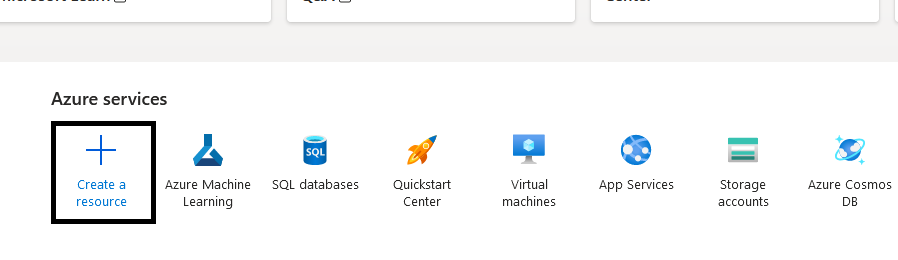 Azure services
SQL
Create a
resource
Azure Machine
Learning
SQL databases
Quickstart
Center
Virtual
machines
App Services
Storage
accounts
Azure Cosmos
DB